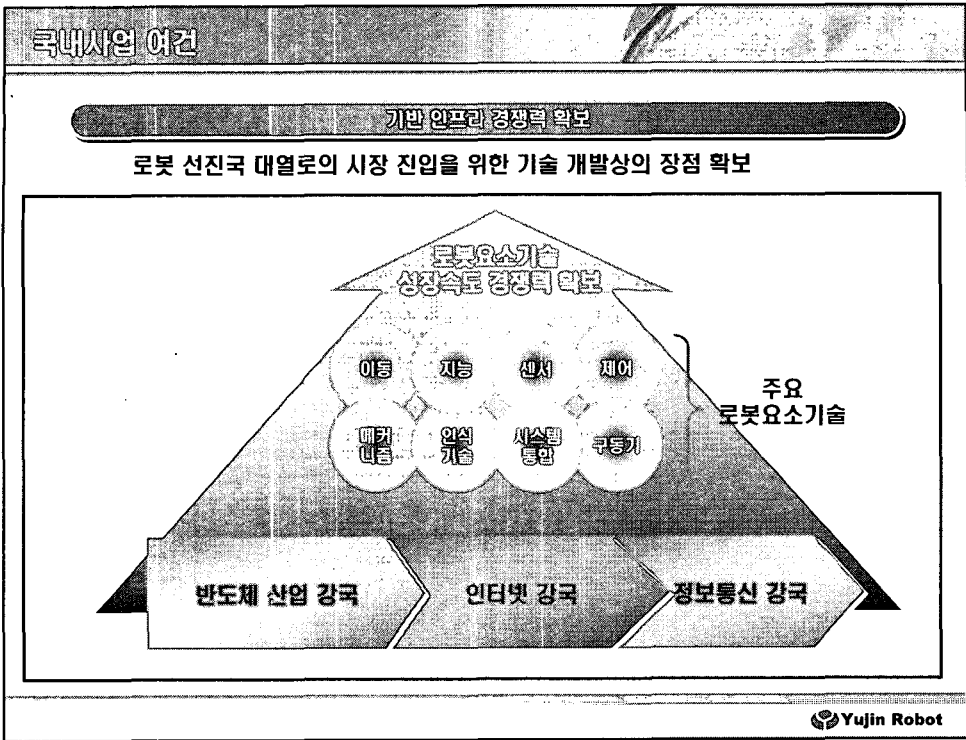 국내사업 여건
기반 인프라 경쟁력 확보
로봇 선진국 대열로의 시장 진입을 위한 기술 개발상의 장점 확보
로봇요소기술
성장속도 경쟁력 확보
이동
지능
센서
제어
메커
니즘
인식
기술
시스템
통합
구동기
주요
로봇요소기술
반도체 산업 강국
인터넷 강국
정보통신 강국
Yujin Robot